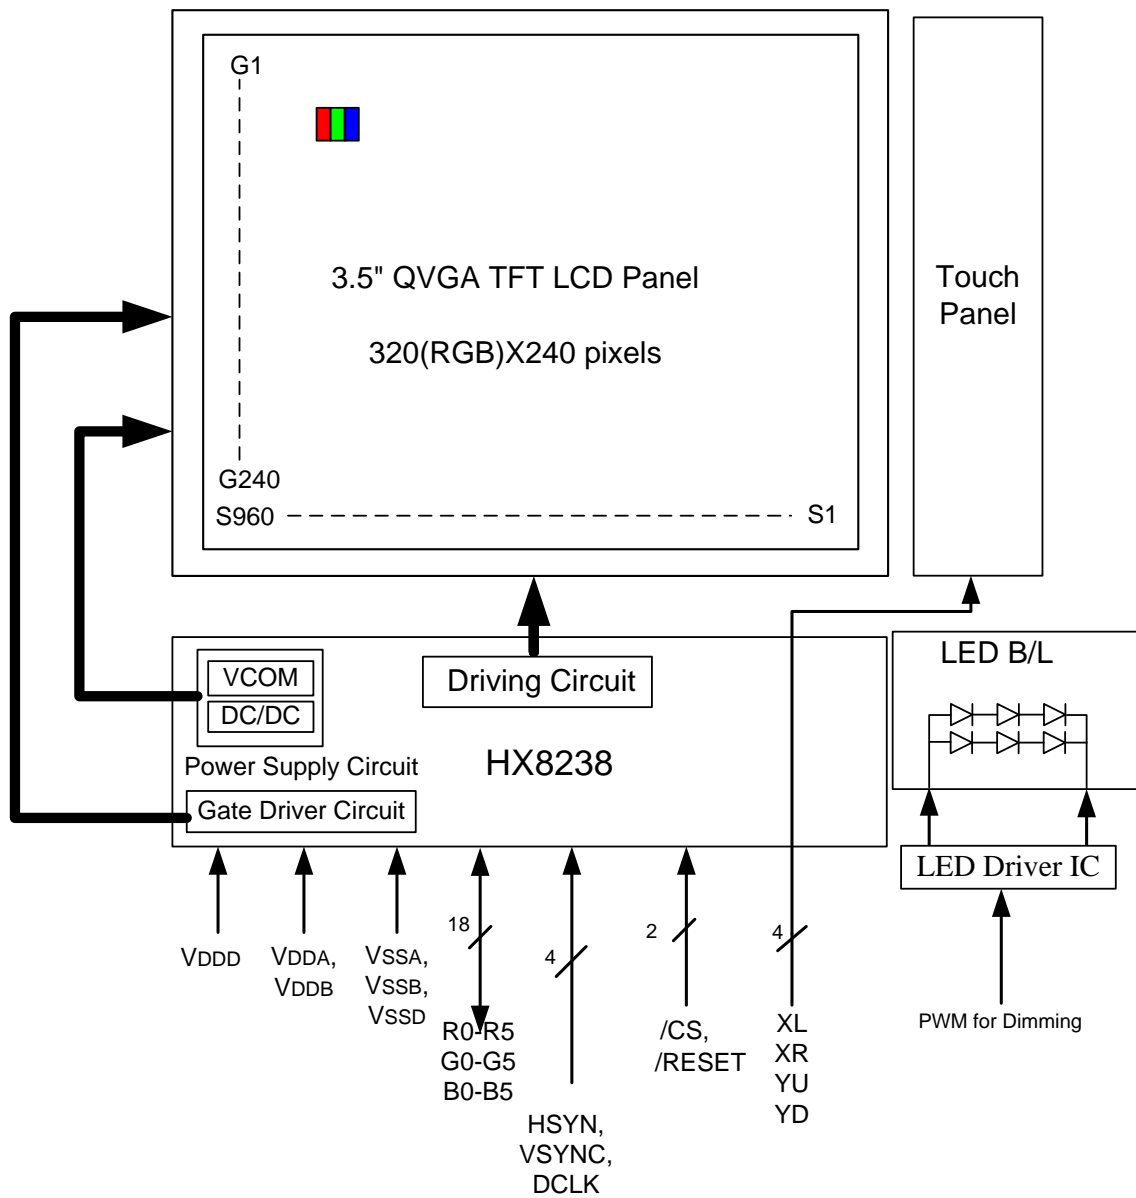 G1
3.5" QVGA TFT LCD Panel
320(RGB)X240 pixels
G240
S960
S1
Touch
Panel
VCOM
DC/DC
Power Supply Circuit
Gate Driver Circuit
Driving Circuit
HX8238
LED B/L
LED Driver IC
PWM for Dimming
VDDD
VDDA,
VDDB
VSSA,
VSSB,
VSSD
18
R0-R5
G0-G5
B0-B5
4
HSYN,
VSYNC,
DCLK
2
/CS,
/RESET
4
XL
XR
YU
YD